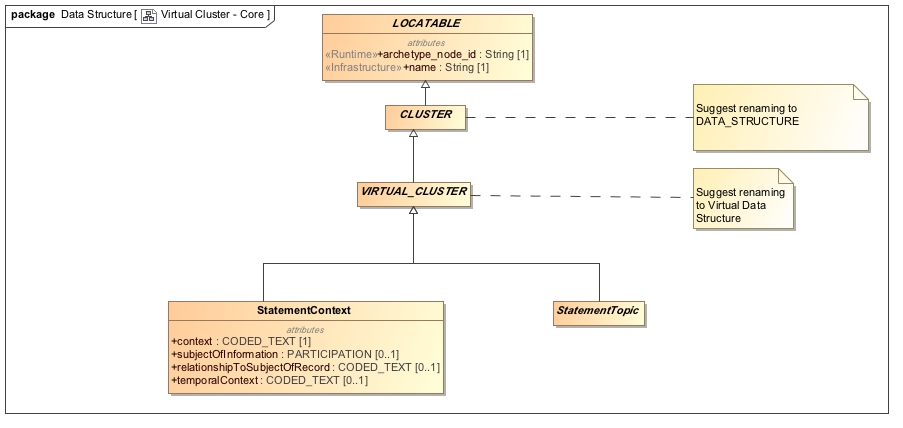 package Data Structure [ Virtual Cluster - Core ]
LOCATABLE
attributes
«Runtime»+archetype_node_id : String [1]
«Infrastructure»+name : String [1]
CLUSTER
Suggest renaming to
DATA_STRUCTURE
VIRTUAL_CLUSTER
Suggest renaming
to Virtual Data
Structure
StatementContext
attributes
+context : CODED_TEXT [1]
+subjectOfInformation : PARTICIPATION [0..1]
+relationshipToSubjectOfRecord : CODED_TEXT [0..1]
+temporalContext : CODED_TEXT [0..1]
StatementTopic